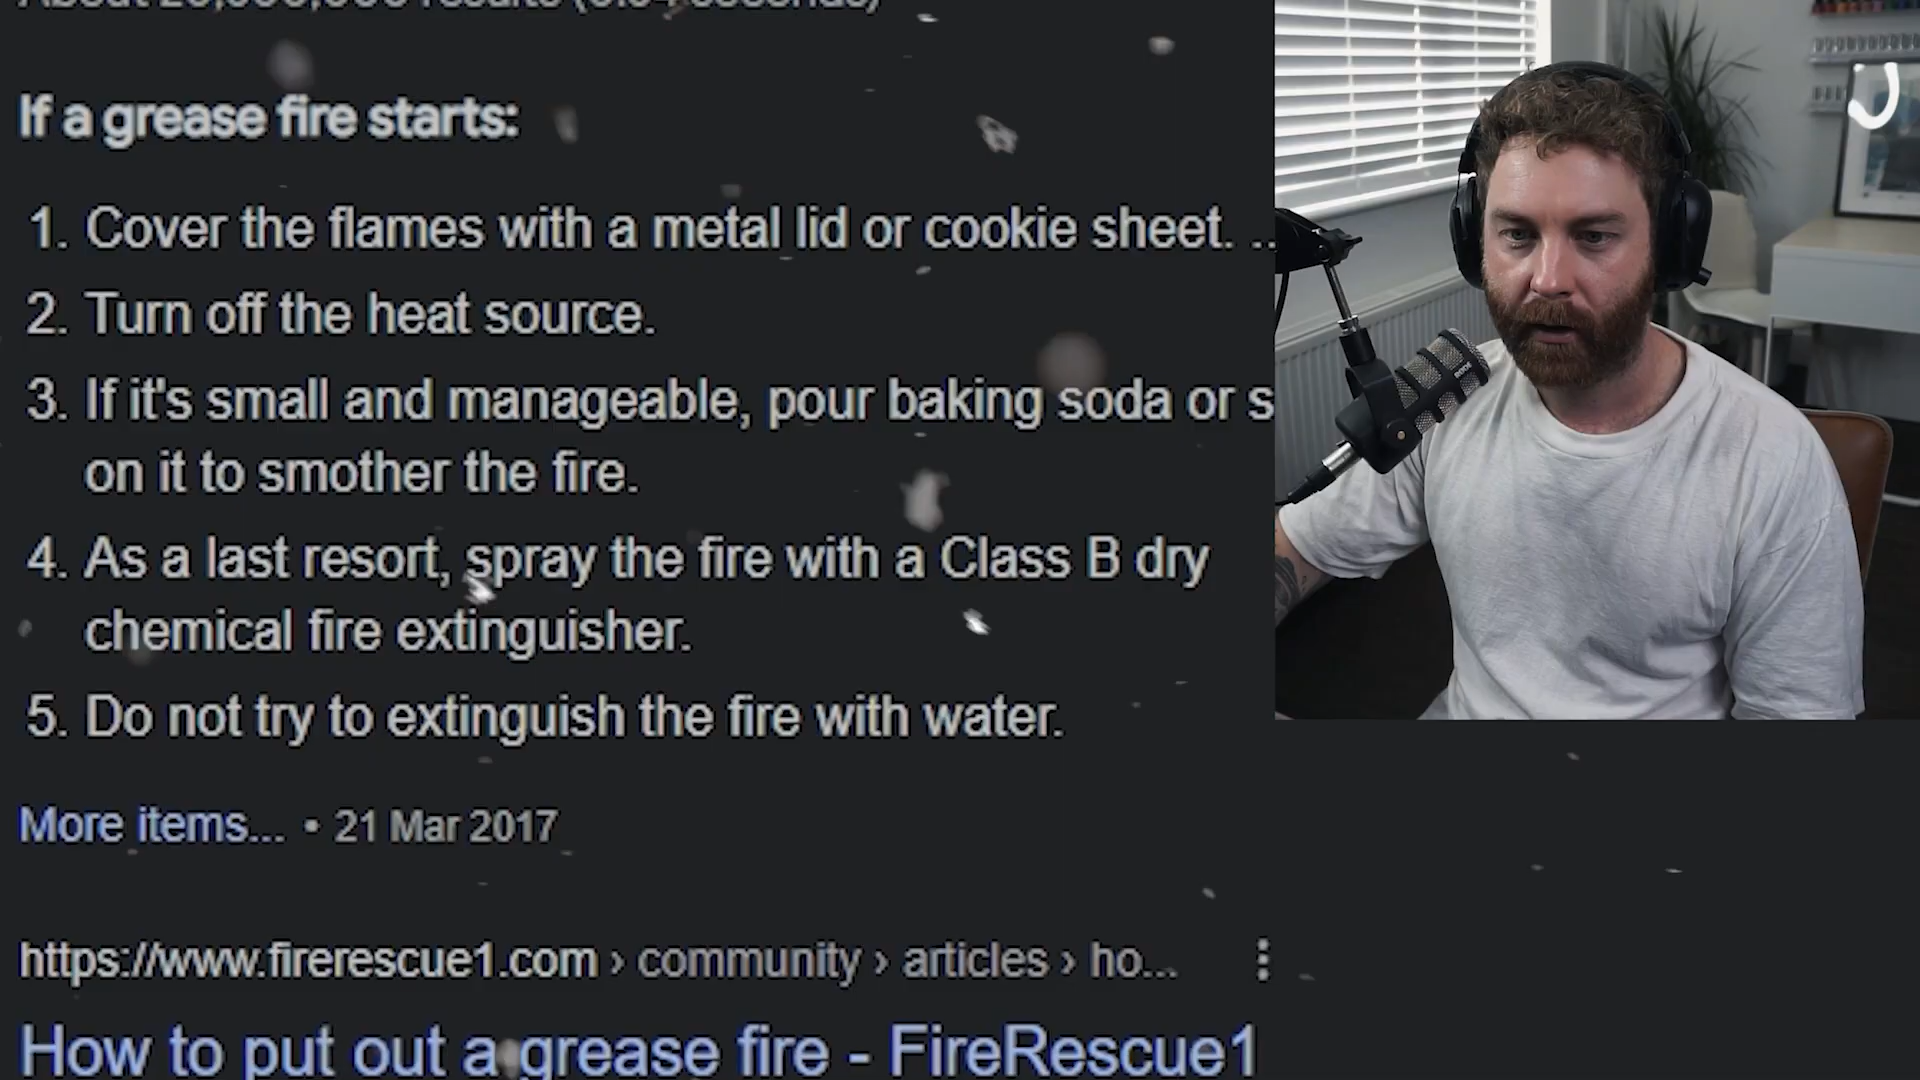 If a grease fire starts:
1. Cover the flames with a metal lid or cookie sheet. ...
2. Turn off the heat source.
3. If it's small and manageable, pour baking soda or s
on it to smother the fire.
4. As a last resort, spray the fire with a Class B dry
chemical fire extinguisher.
5. Do not try to extinguish the fire with water.
More items... • 21 Mar 2017
https://www.firerescue1.com › community › articles › ho...
How to put out a grease fire - FireRescue1
RODE